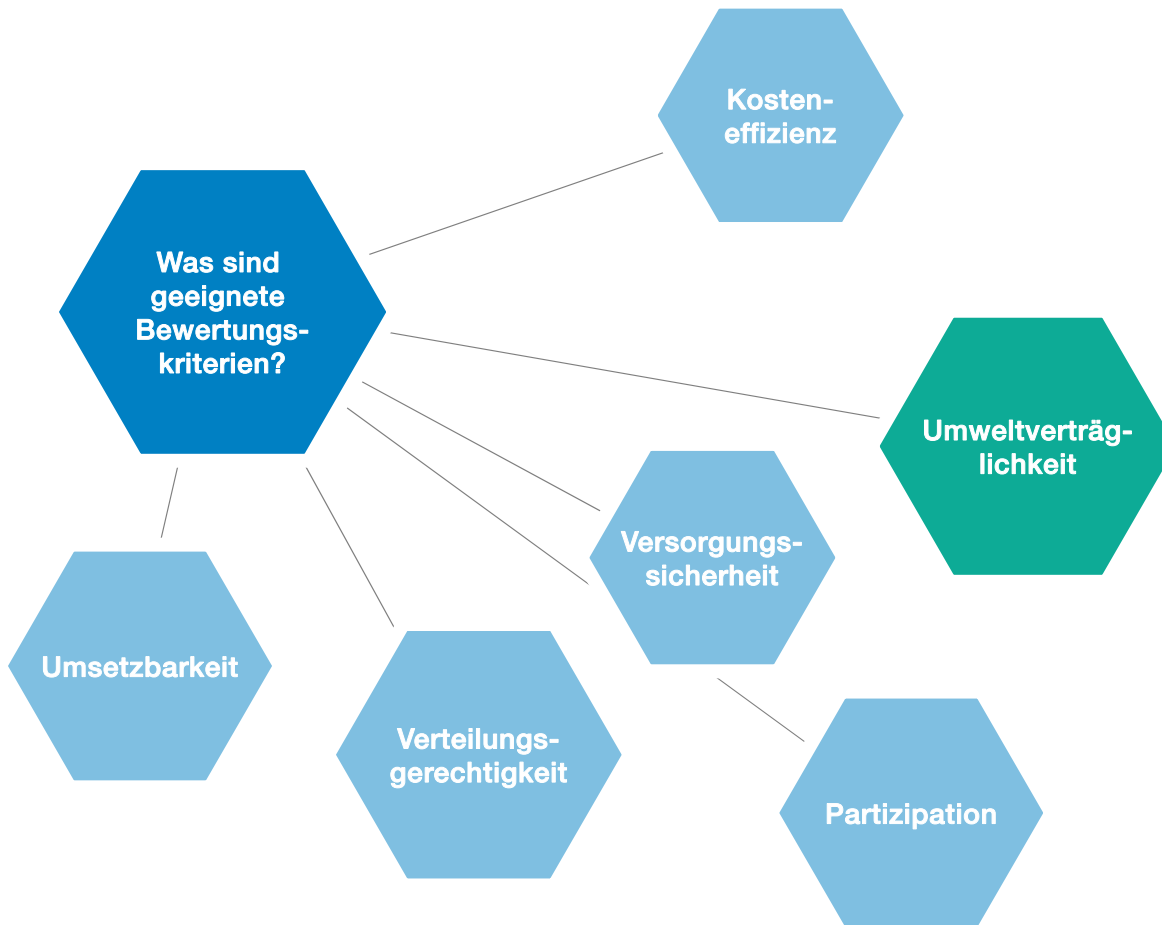 Kosten-
effizienz
Was sind
geeignete
Bewertungs-
kriterien?
Umweltverträg-
lichkeit
Versorgungs-
sicherheit
Umsetzbarkeit
Verteilungs-
gerechtigkeit
Partizipation